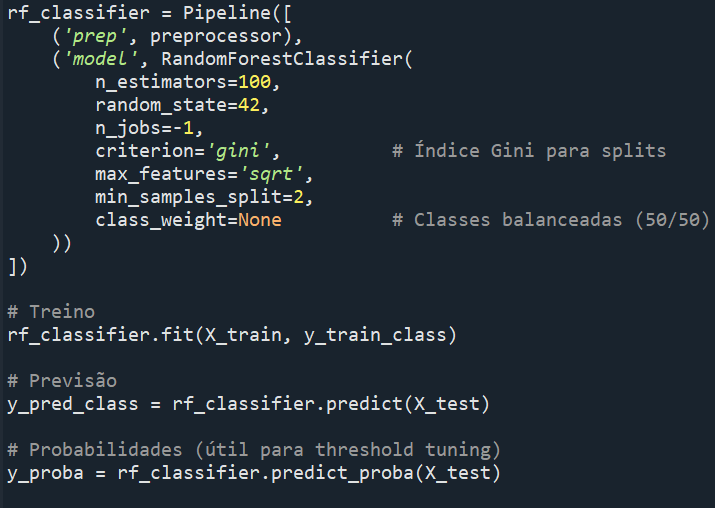 rf_classifier = Pipeline([
    ('prep', preprocessor),
    ('model', RandomForestClassifier(
        n_estimators=100,
        random_state=42,
        n_jobs=-1,
        criterion='gini',          # Índice Gini para splits
        max_features='sqrt',
        min_samples_split=2,
        class_weight=None          # Classes balanceadas (50/50)
    ))
])

# Treino
rf_classifier.fit(X_train, y_train_class)

# Previsão
y_pred_class = rf_classifier.predict(X_test)

# Probabilidades (útil para threshold tuning)
y_proba = rf_classifier.predict_proba(X_test)